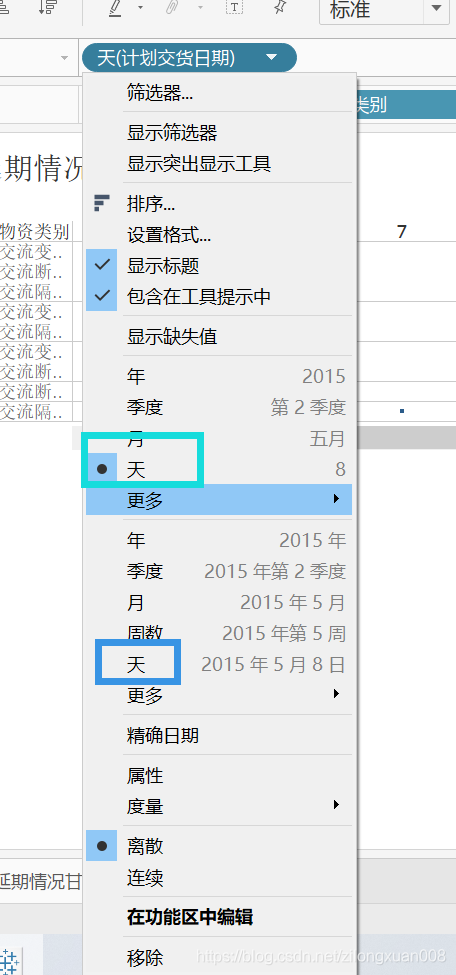 标准
天(计划交货日期)
筛选器...
类别
显示筛选器
期情况
显示突出显示工具
排序...
物资类别
7
设置格式...
交流变..
显示标题
交流断..
交流隔..
包含在工具提示中
交流变..
交流隔..
显示缺失值
交流变..
交流断..
年 2015
交流断..
季度 第 2 季度
交流隔..
月 五月
天 8
更多
年 2015 年
季度 2015 年第 2 季度
月 2015 年 5 月
周数 2015 年第 5 周
天 2015 年 5 月 8 日
更多
精确日期
属性
度量
离散
延期情况甘
连续
在功能区中编辑
移除
https://blog.csdn.net/zhongxuan008